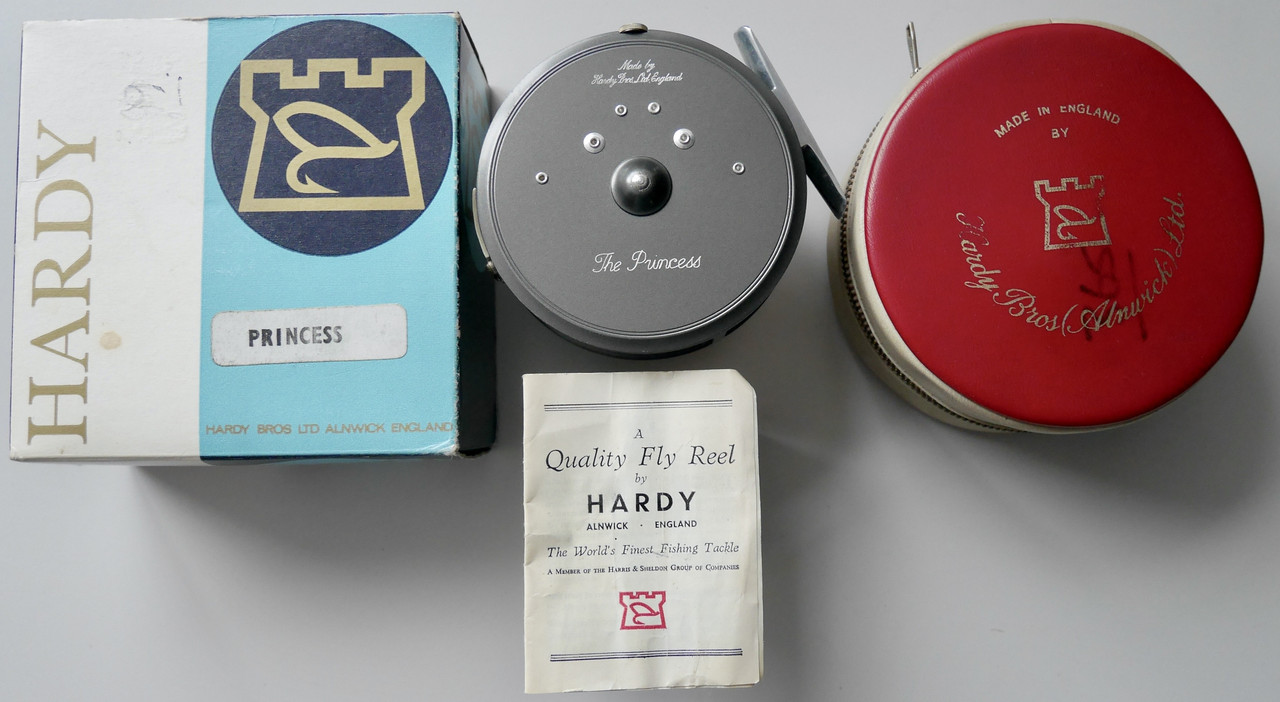 HARDY
PRINCESS
HARDY BROS LTD ALNWICK ENGLAND
Made by
Hardy Bros. Ltd. England
The Princess
MADE IN ENGLAND
BY
Hardy Bros (Alnwick) Ltd.
A
Quality Fly Reel
by
HARDY
ALNWICK · ENGLAND
The World's Finest Fishing Tackle
A MEMBER OF THE HARRIS & SHELDON GROUP OF COMPANIES